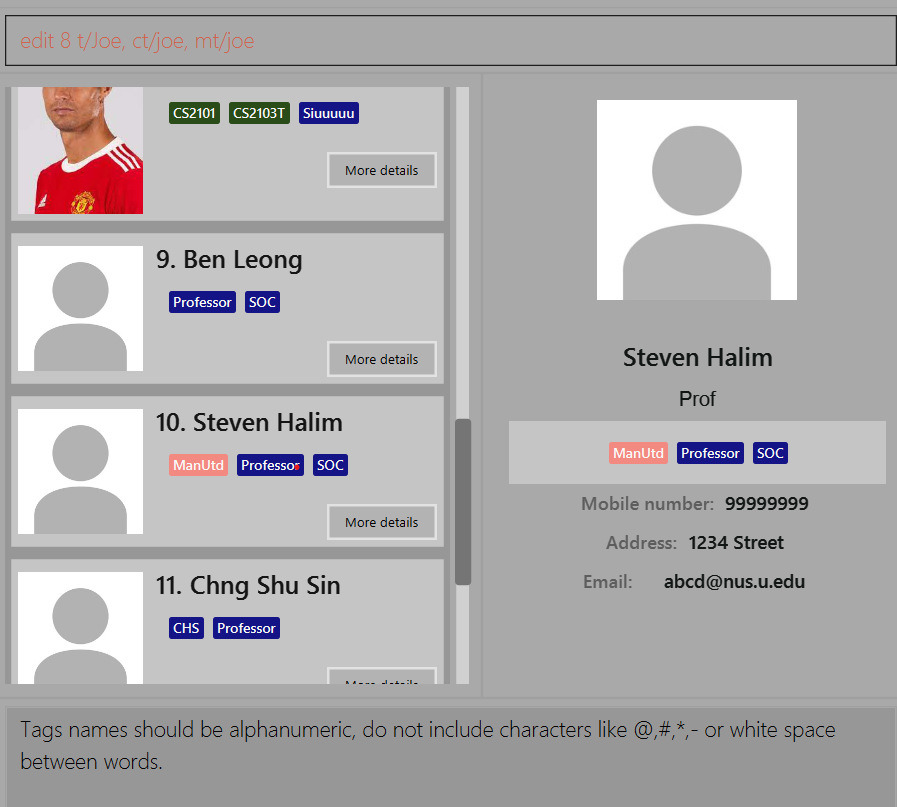 edit 8 t/Joe, ct/joe, mt/joe
CS2101 CS2103T Siuuuuu
More details
9. Ben Leong
Professor SOC
More details
10. Steven Halim
ManUtd Professor SOC
More details
11. Chng Shu Sin
CHS Professor
More details
Steven Halim
Prof
ManUtd Professor SOC
Mobile number: 99999999
Address: 1234 Street
Email: abcd@nus.u.edu
Tags names should be alphanumeric, do not include characters like @,#,*,- or white space
between words.